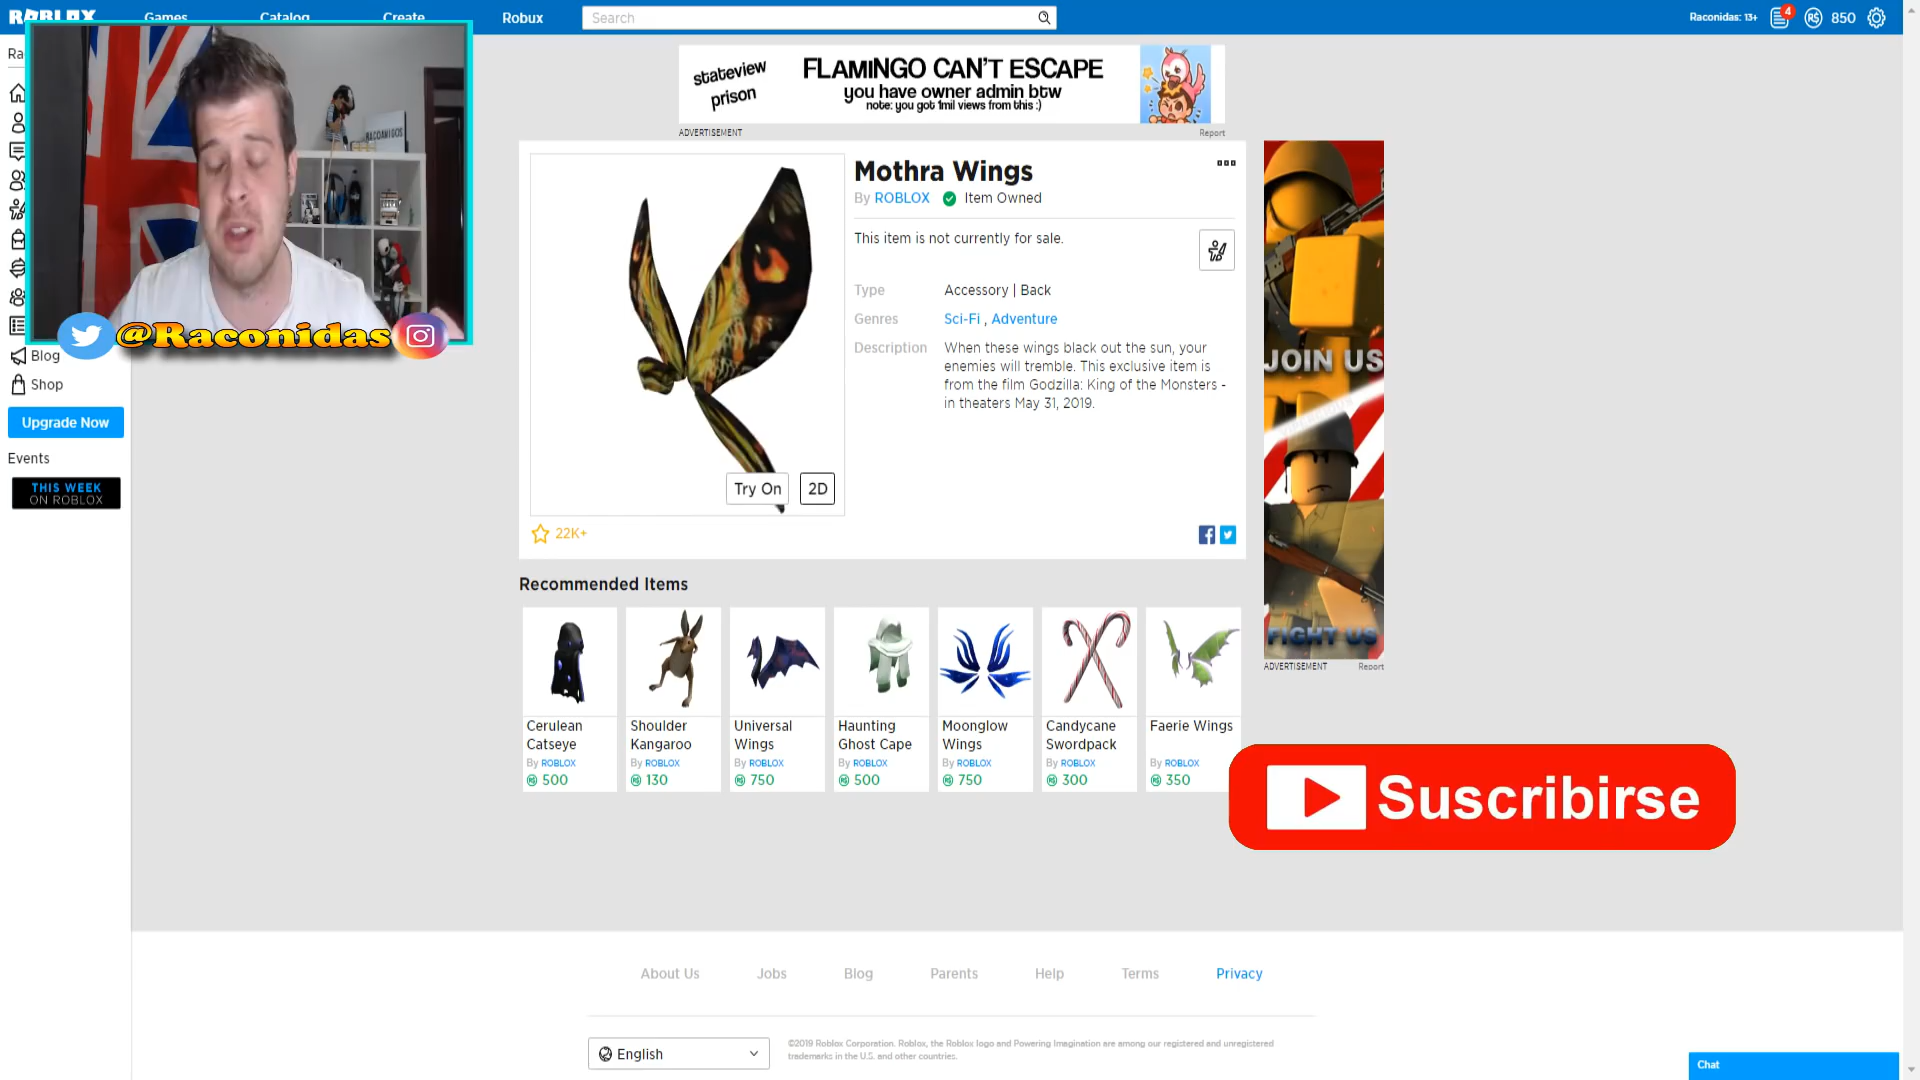 ROBLOX
Games
Catalog
Create
Robux
Search
Raconidas: 13+
4
850
stateview
prison
FLAMINGO CAN'T ESCAPE
you have owner admin btw
note: you got 1mil views from this :)
ADVERTISEMENT
Report
RACOAMIGOS
@Raconidas
Blog
Shop
Upgrade Now
Events
THIS WEEK
ON ROBLOX
Mothra Wings
By ROBLOX Item Owned
This item is not currently for sale.
Type Accessory | Back
Genres Sci-Fi , Adventure
Description When these wings black out the sun, your
enemies will tremble. This exclusive item is
from the film Godzilla: King of the Monsters -
in theaters May 31, 2019.
Try On
2D
22K+
JOIN US
FIGHT US
ADVERTISEMENT
Report
Recommended Items
Cerulean
Catseye
By ROBLOX
500
Shoulder
Kangaroo
By ROBLOX
130
Universal
Wings
By ROBLOX
750
Haunting
Ghost Cape
By ROBLOX
500
Moonglow
Wings
By ROBLOX
750
Candycane
Swordpack
By ROBLOX
300
Faerie Wings
By ROBLOX
350
Suscribirse
About Us
Jobs
Blog
Parents
Help
Terms
Privacy
English
©2019 Roblox Corporation. Roblox, the Roblox logo and Powering Imagination are among our registered and unregistered
trademarks in the U.S. and other countries.
Chat